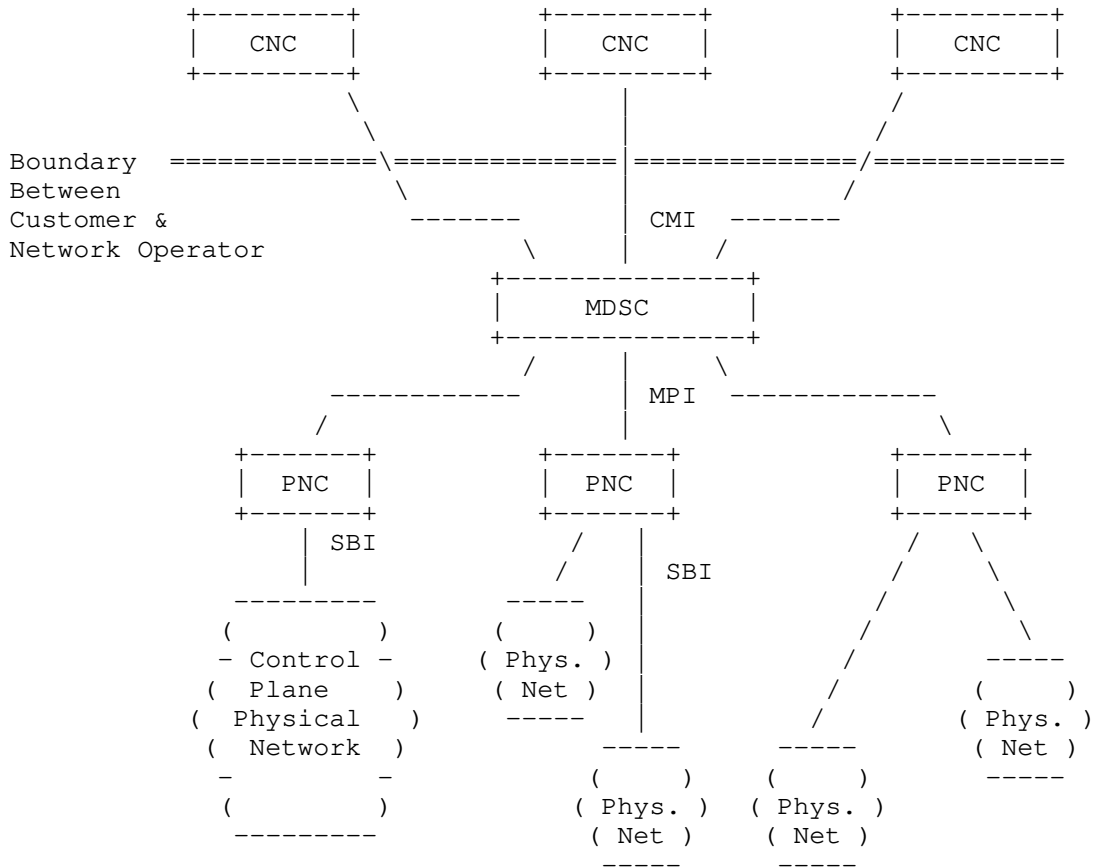 CNC CNC CNC
Boundary
Between
Customer & CMI
Network Operator
MDSC
MPI
PNC PNC PNC
SBI
SBI
Control ( Phys. )
( Plane ) ( Net ) ( )
( Physical ) ( Phys. )
( Network ) ( Net )
( ) ( )
( ) ( Phys. ) ( Phys. )
( Net ) ( Net )